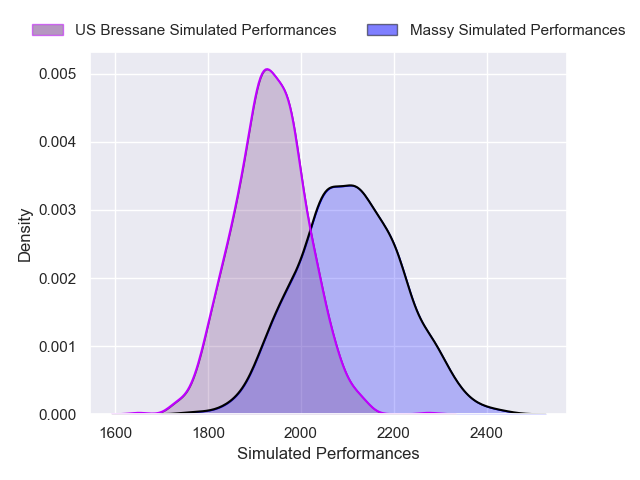 US Bressane Simulated Performances Massy Simulated Performances
0.005
0.004
0.003
0.002
0.001
0.000
Density
1600 1800 2000 2200 2400
Simulated Performances